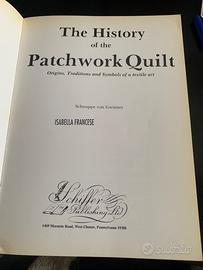 The History
of the
Patchwork Quilt
Origins, Traditions and Symbols of a textile art
Schnuppe von Gwinner
ISABELLA FRANCESE
Schiffer
Publishing Ltd
1469 Morstein Road, West Chester, Pennsylvania 19380
subito